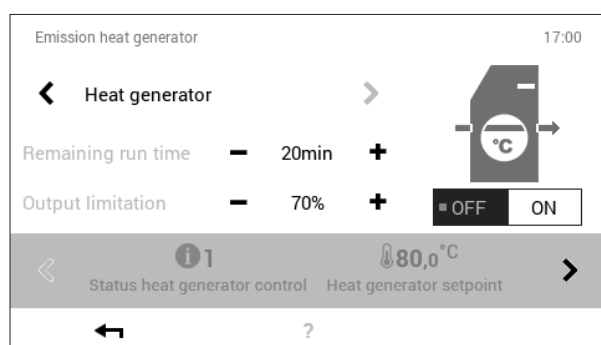 Emission heat generator 17:00
Heat generator
°C
Remaining run time − 20min +
Output limitation − 70% +
OFF ON
i 1 80,0°C
Status heat generator control Heat generator setpoint
?